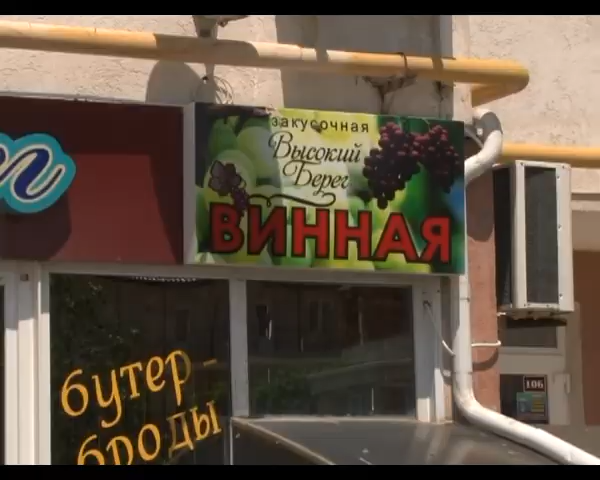 закусочная
Высокий
Берег
ВИННАЯ
бутер-
броды
106